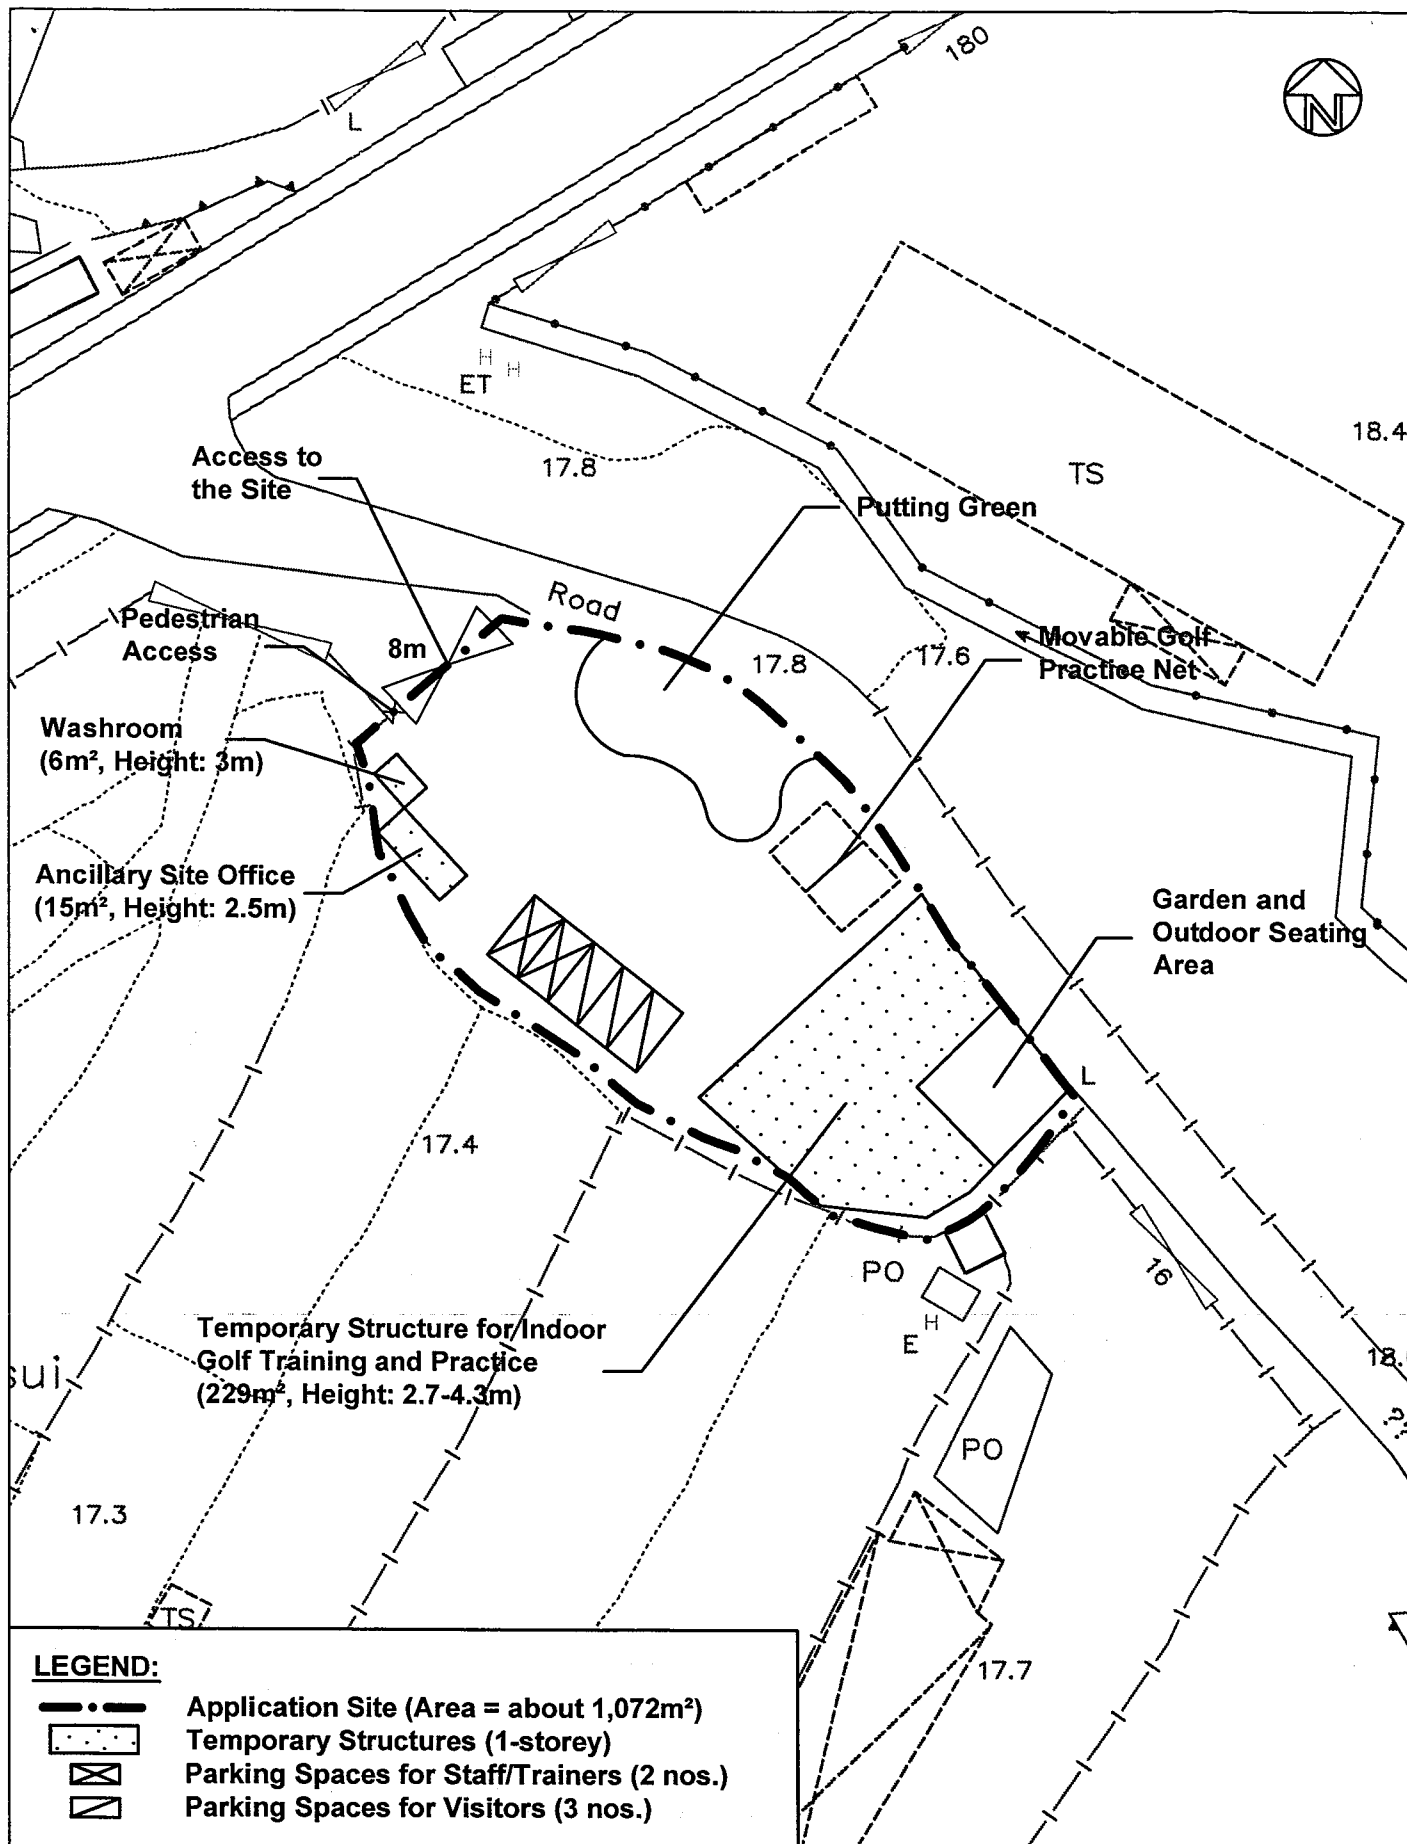 180
N
L
H
H
ET
18.4
Access to
the Site
17.8
TS
Putting Green
Road
Pedestrian
Access
8m
17.8
17.6
Movable Golf
Practice Net
Washroom
(6m², Height: 3m)
Ancillary Site Office
(15m², Height: 2.5m)
Garden and
Outdoor Seating
Area
L
17.4
PO
16
H
E
Temporary Structure for Indoor
Golf Training and Practice
(229m², Height: 2.7-4.3m)
sui
PO
17.3
TS
17.7
LEGEND:
Application Site (Area = about 1,072m²)
Temporary Structures (1-storey)
Parking Spaces for Staff/Trainers (2 nos.)
Parking Spaces for Visitors (3 nos.)